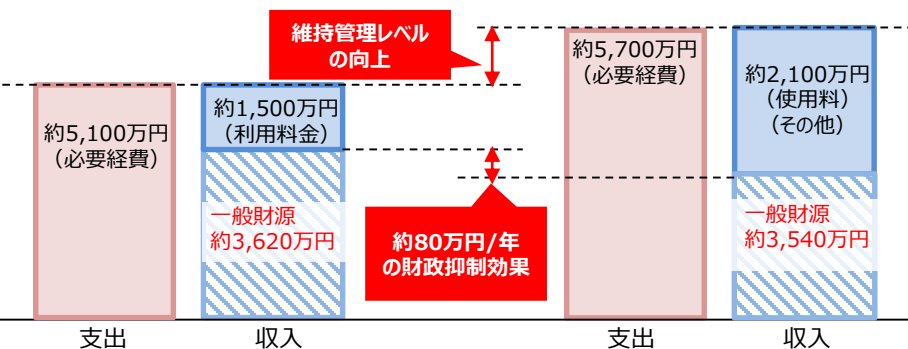 維持管理レベル
の向上
約5,100万円
（必要経費）
約1,500万円
（利用料金）
一般財源
約3,620万円
約80万円/年
の財政抑制効果
約5,700万円
（必要経費）
約2,100万円
（使用料）
（その他）
一般財源
約3,540万円
支出
収入
支出
収入